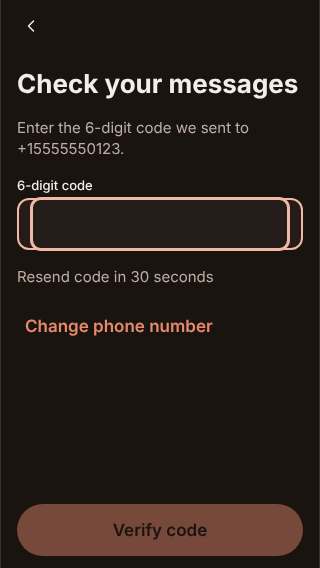 Check your messages
Enter the 6-digit code we sent to
+15555550123.
6-digit code
Resend code in 30 seconds
Change phone number
Verify code